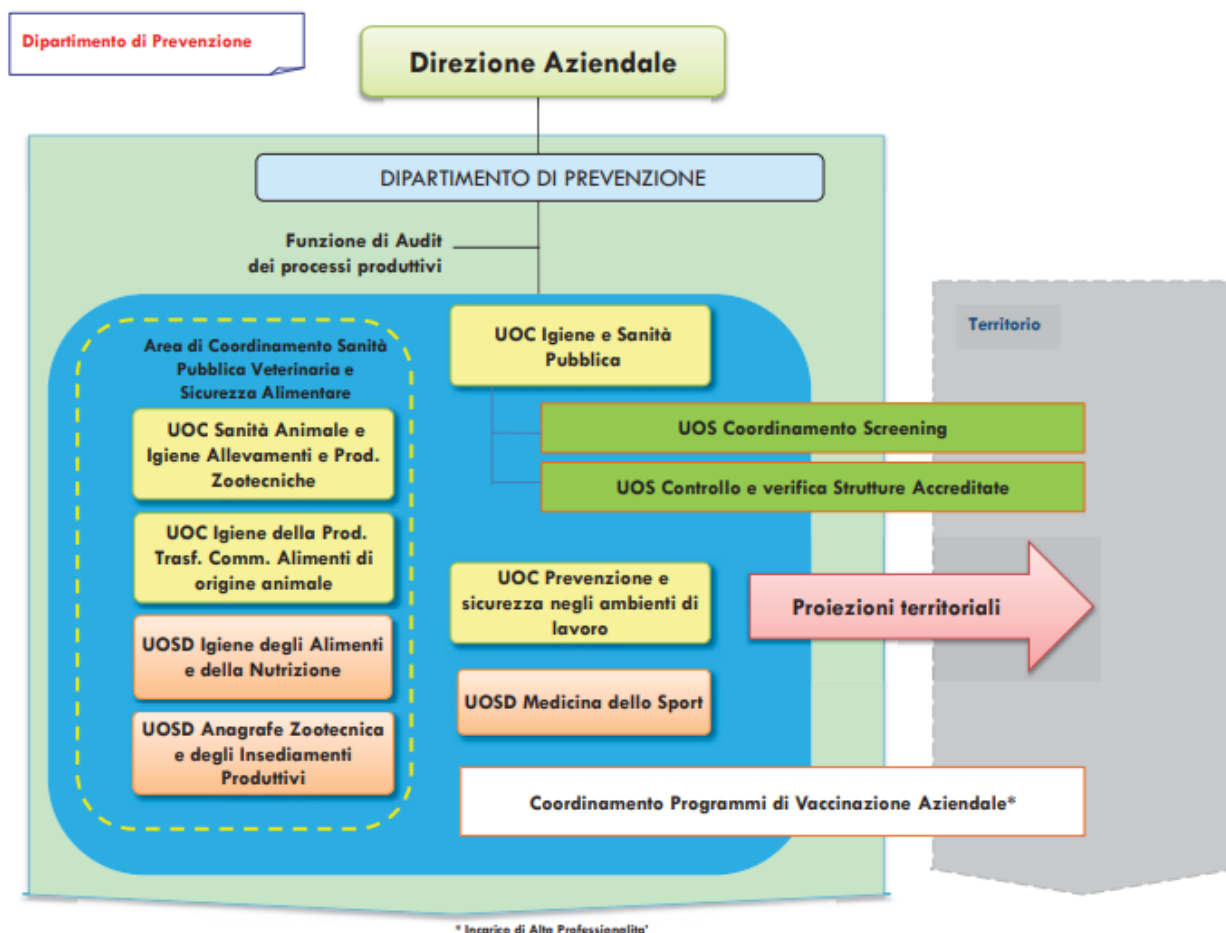 Dipartimento di Prevenzione
Direzione Aziendale
DIPARTIMENTO DI PREVENZIONE
Funzione di Audit
dei processi produttivi
Area di Coordinamento Sanità
Pubblica Veterinaria e
Sicurezza Alimentare
UOC Sanità Animale e
Igiene Allevamenti e Prod.
Zootecniche
UOC Igiene della Prod.
Trasf. Comm. Alimenti di
origine animale
UOSD Igiene degli Alimenti
e della Nutrizione
UOSD Anagrafe Zootecnica
e degli Insediamenti
Produttivi
UOC Igiene e Sanità
Pubblica
UOS Coordinamento Screening
UOS Controllo e verifica Strutture Accreditate
UOC Prevenzione e
sicurezza negli ambienti di
lavoro
UOSD Medicina dello Sport
Coordinamento Programmi di Vaccinazione Aziendale*
Territorio
Proiezioni territoriali
* Incarico di Alta Professionalita'